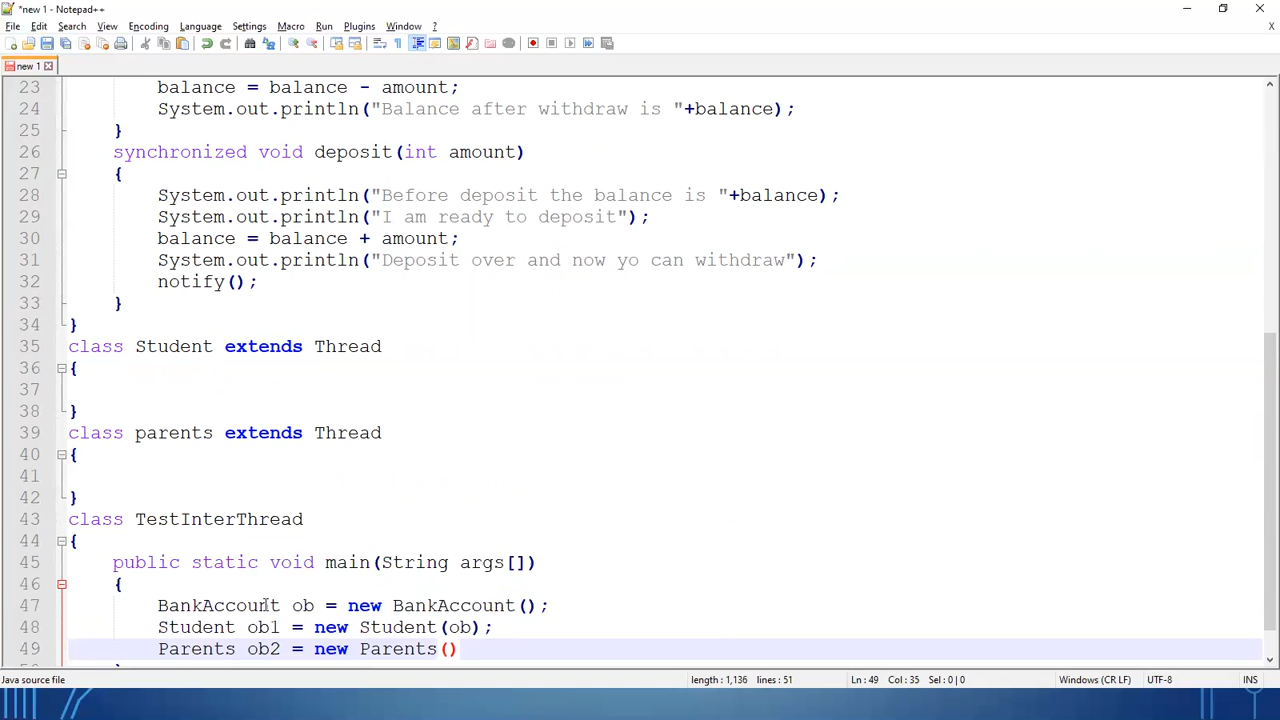 *new 1 - Notepad++
File Edit Search View Encoding Language Settings Macro Run Plugins Window ?
X
new 1
23 balance = balance - amount;
24 System.out.println("Balance after withdraw is "+balance);
25 }
26 synchronized void deposit(int amount)
27 {
28 System.out.println("Before deposit the balance is "+balance);
29 System.out.println("I am ready to deposit");
30 balance = balance + amount;
31 System.out.println("Deposit over and now yo can withdraw");
32 notify();
33 }
34 }
35 class Student extends Thread
36 {
37
38 }
39 class parents extends Thread
40 {
41
42 }
43 class TestInterThread
44 {
45 public static void main(String args[])
46 {
47 BankAccount ob = new BankAccount();
48 Student ob1 = new Student(ob);
49 Parents ob2 = new Parents()
Java source file length : 1,136 lines : 51 Ln : 49 Col : 35 Sel : 0 | 0 Windows (CR LF) UTF-8 INS